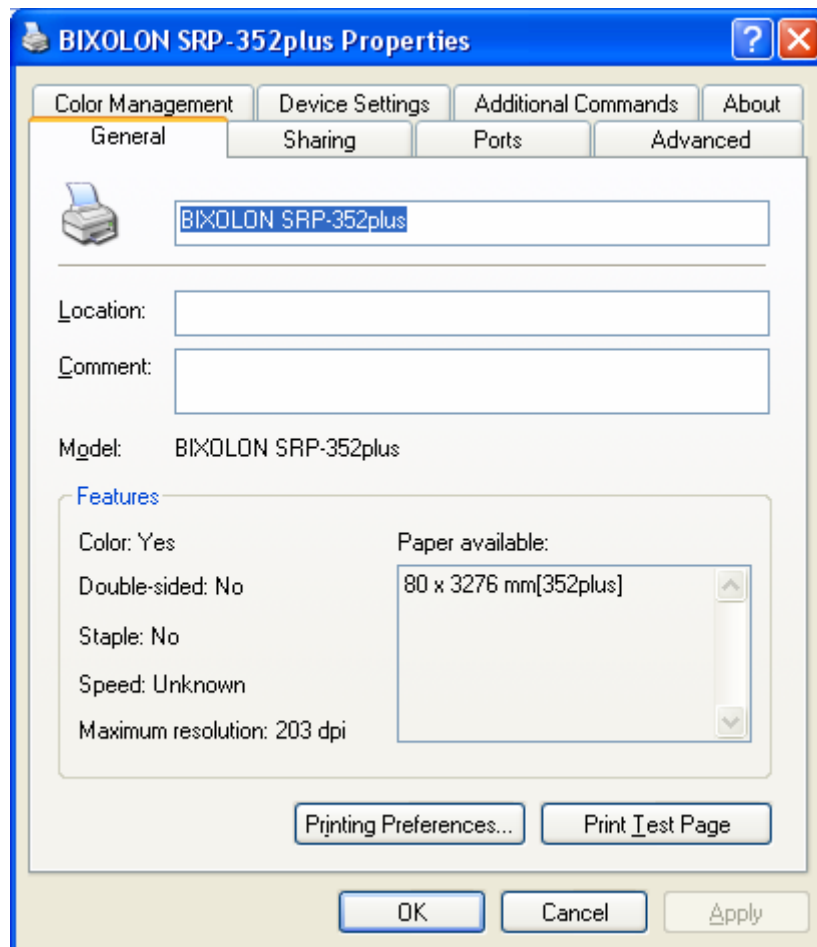 BIXOLON SRP-352plus Properties
Color Management Device Settings Additional Commands About
General Sharing Ports Advanced
BIXOLON SRP-352plus
Location:
Comment:
Model: BIXOLON SRP-352plus
Features
Color: Yes
Paper available:
Double-sided: No
80 x 3276 mm[352plus]
Staple: No
Speed: Unknown
Maximum resolution: 203 dpi
Printing Preferences... Print Test Page
OK Cancel Apply